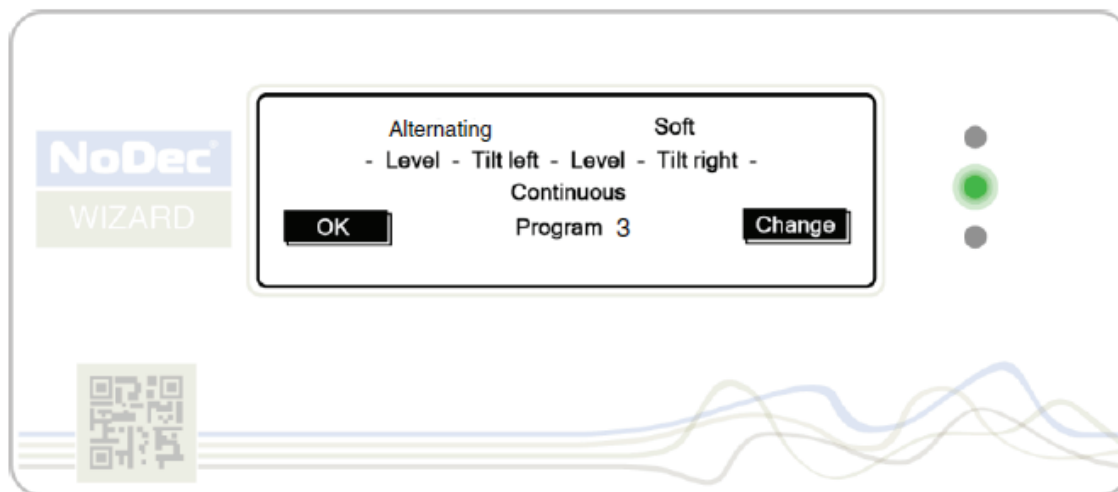 NoDec®
WIZARD
Alternating Soft
- Level - Tilt left - Level - Tilt right -
Continuous
OK Program 3 Change